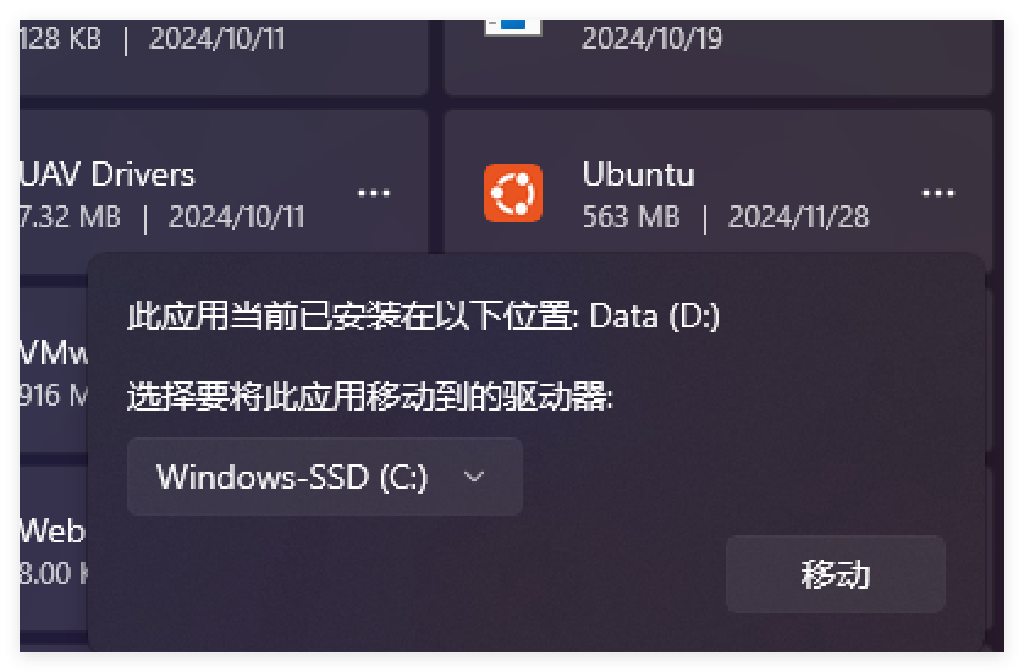 128 KB | 2024/10/11
2024/10/19
UAV Drivers
7.32 MB | 2024/10/11
Ubuntu
563 MB | 2024/11/28
此应用当前已安装在以下位置: Data (D:)
VMw
916 M
选择要将此应用移动到的驱动器:
Windows-SSD (C:)
Web
8.00 K
移动